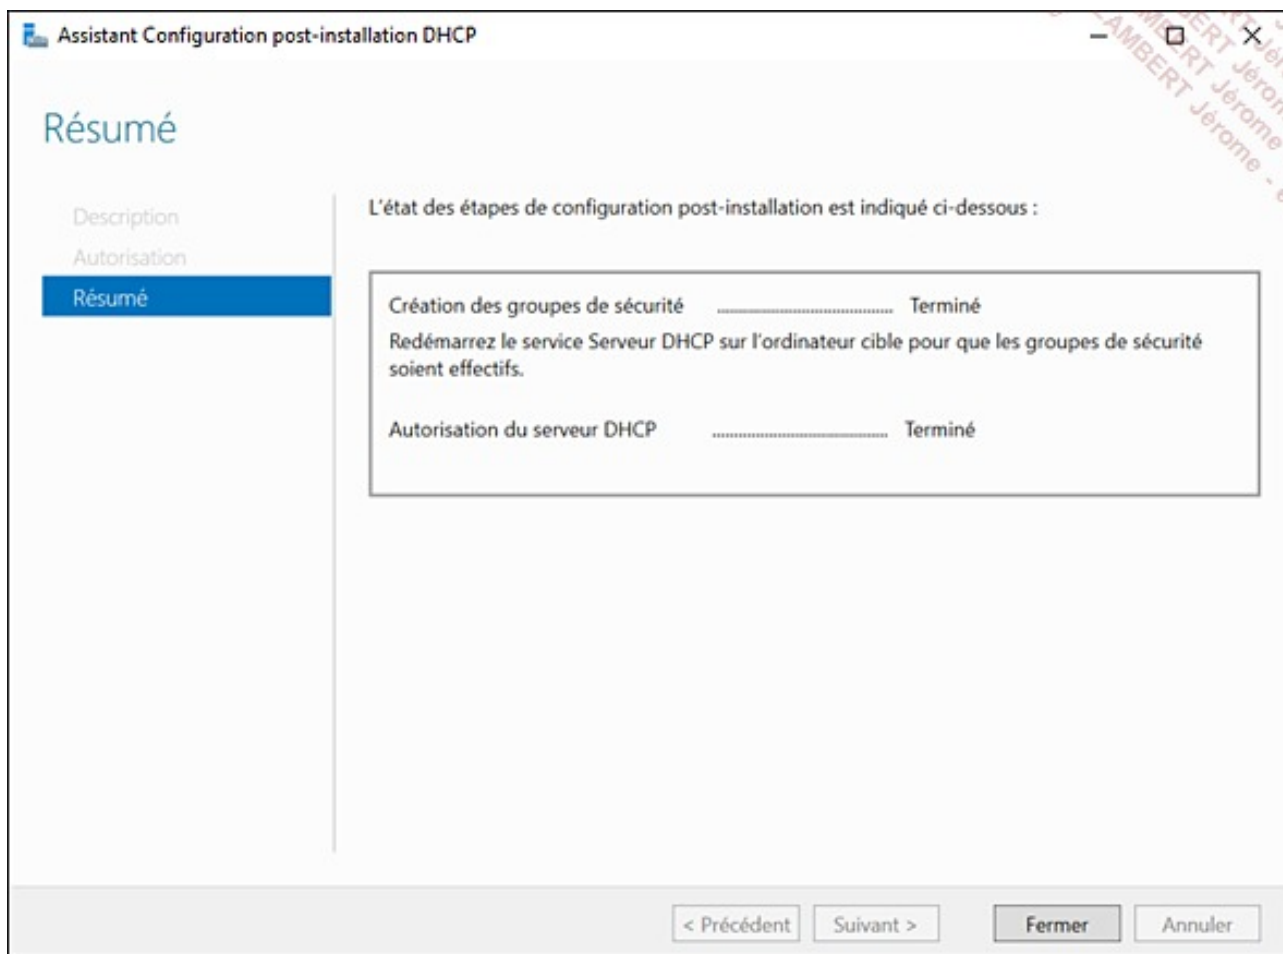 Assistant Configuration post-installation DHCP
Résumé
Description
Autorisation
Résumé
L'état des étapes de configuration post-installation est indiqué ci-dessous :
Création des groupes de sécurité ........................................ Terminé
Redémarrez le service Serveur DHCP sur l'ordinateur cible pour que les groupes de sécurité
soient effectifs.
Autorisation du serveur DHCP ........................................ Terminé
< Précédent
Suivant >
Fermer
Annuler
LAMBERT Jérome -